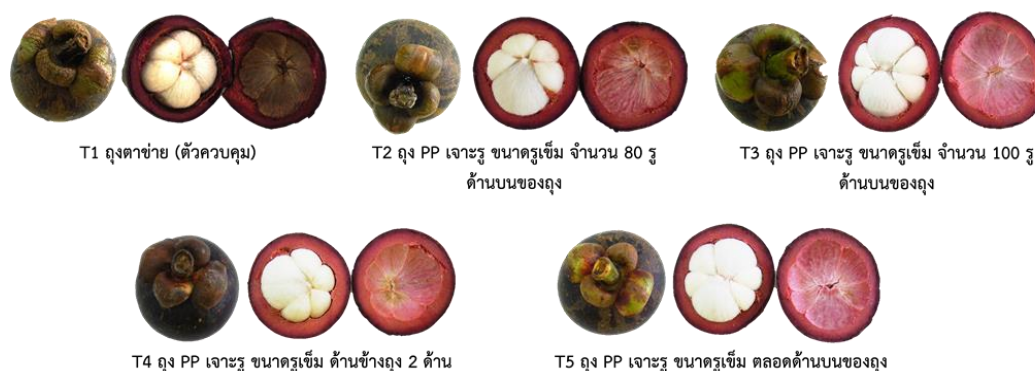 T1 ถุงตาข่าย (ตัวควบคุม)
T2 ถุง PP เจาะรู ขนาดรูเข็ม จำนวน 80 รู
ด้านบนของถุง
T3 ถุง PP เจาะรู ขนาดรูเข็ม จำนวน 100 รู
ด้านบนของถุง
T4 ถุง PP เจาะรู ขนาดรูเข็ม ด้านข้างถุง 2 ด้าน
T5 ถุง PP เจาะรู ขนาดรูเข็ม ตลอดด้านบนของถุง